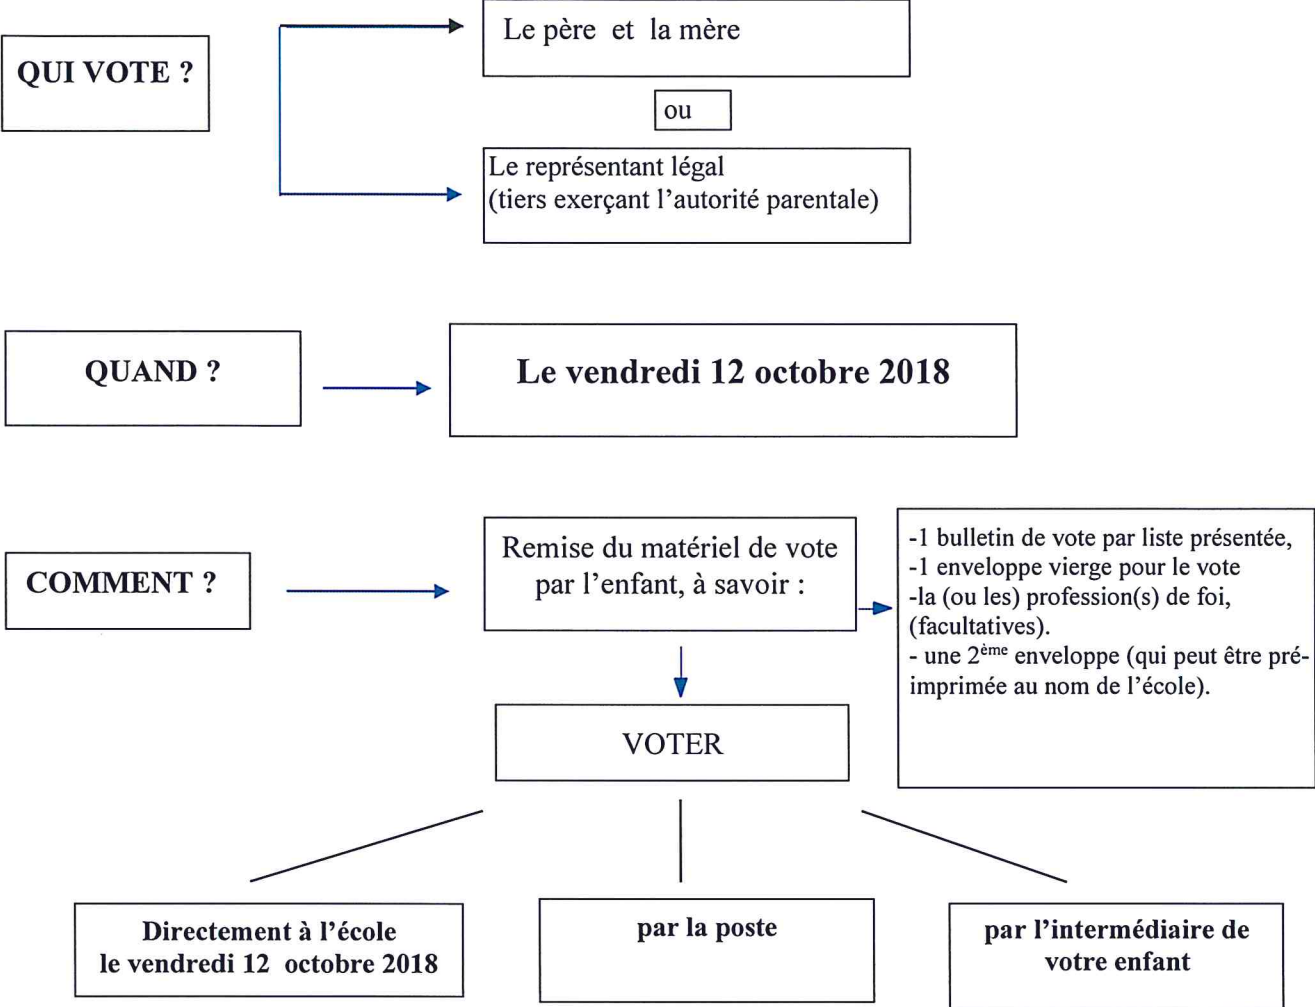 QUI VOTE ?
Le père et la mère
ou
Le représentant légal
(tiers exerçant l'autorité parentale)
QUAND ?
Le vendredi 12 octobre 2018
COMMENT ?
Remise du matériel de vote
par l'enfant, à savoir :
-1 bulletin de vote par liste présentée,
-1 enveloppe vierge pour le vote
-la (ou les) profession(s) de foi,
(facultatives).
- une 2ème enveloppe (qui peut être pré-
imprimée au nom de l'école).
VOTER
Directement à l'école
le vendredi 12 octobre 2018
par la poste
par l'intermédiaire de
votre enfant